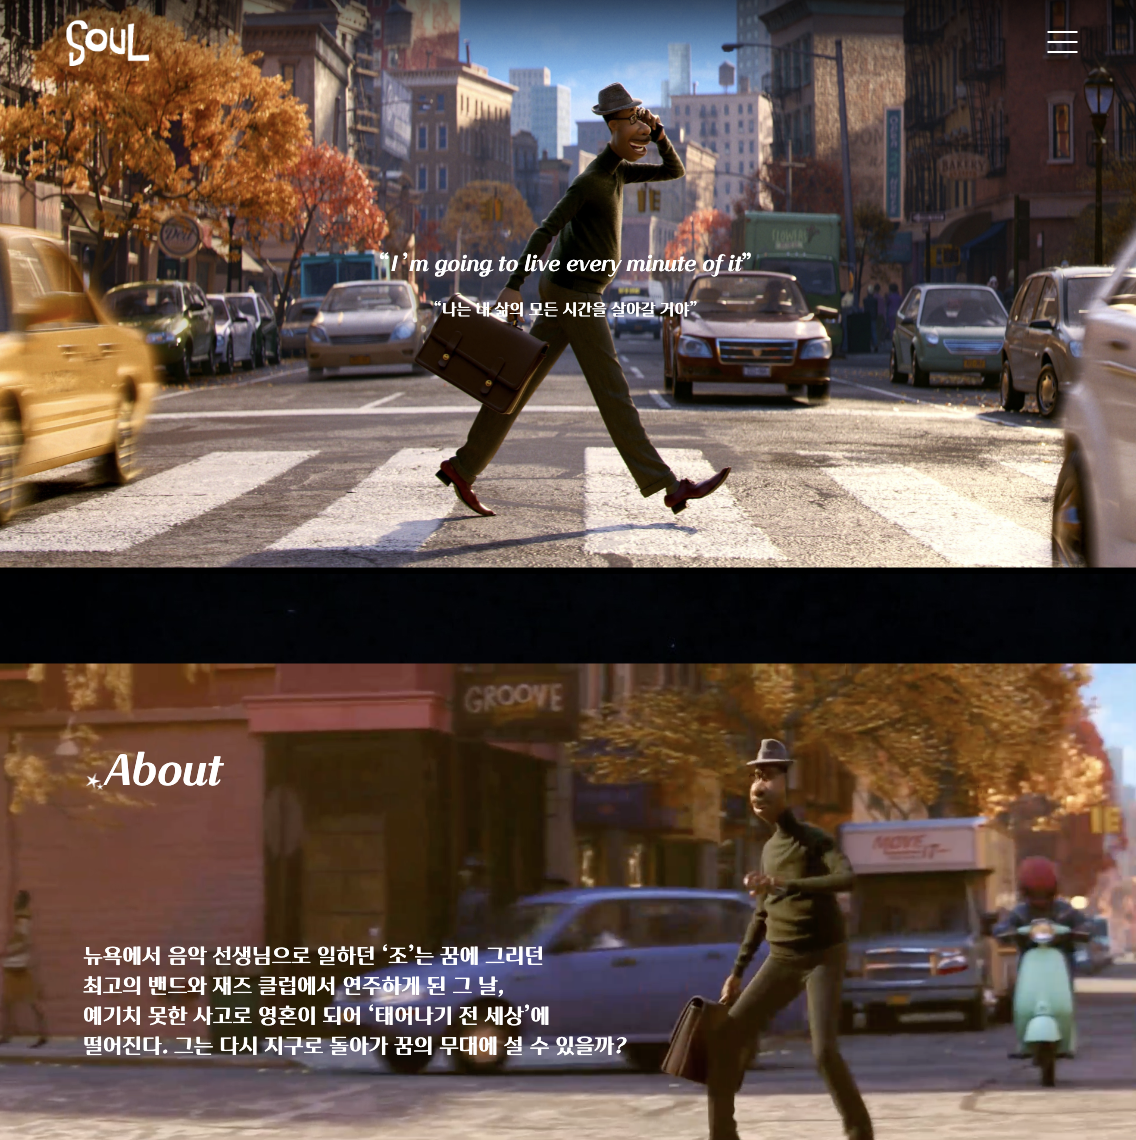 SOUL
Deli
FLOWERS
CAKES
“I’m going to live every minute of it”
“나는 내 삶의 모든 시간을 살아갈 거야”
GROOVE
About
MOVE
IT
뉴욕에서 음악 선생님으로 일하던 ‘조’는 꿈에 그리던
최고의 밴드와 재즈 클럽에서 연주하게 된 그 날,
예기치 못한 사고로 영혼이 되어 ‘태어나기 전 세상’에
떨어진다. 그는 다시 지구로 돌아가 꿈의 무대에 설 수 있을까?